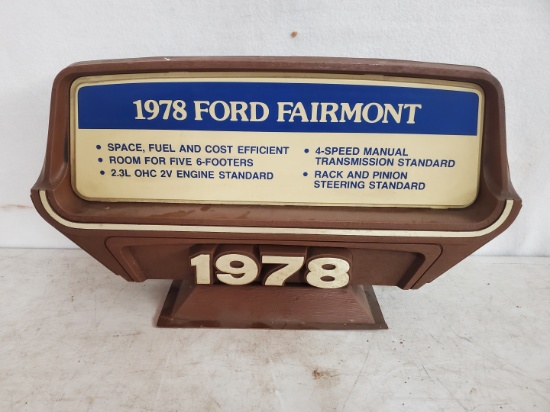 1978 FORD FAIRMONT
• SPACE, FUEL AND COST EFFICIENT
• ROOM FOR FIVE 6-FOOTERS
• 2.3L OHC 2V ENGINE STANDARD
• 4-SPEED MANUAL
TRANSMISSION STANDARD
• RACK AND PINION
STEERING STANDARD
1978